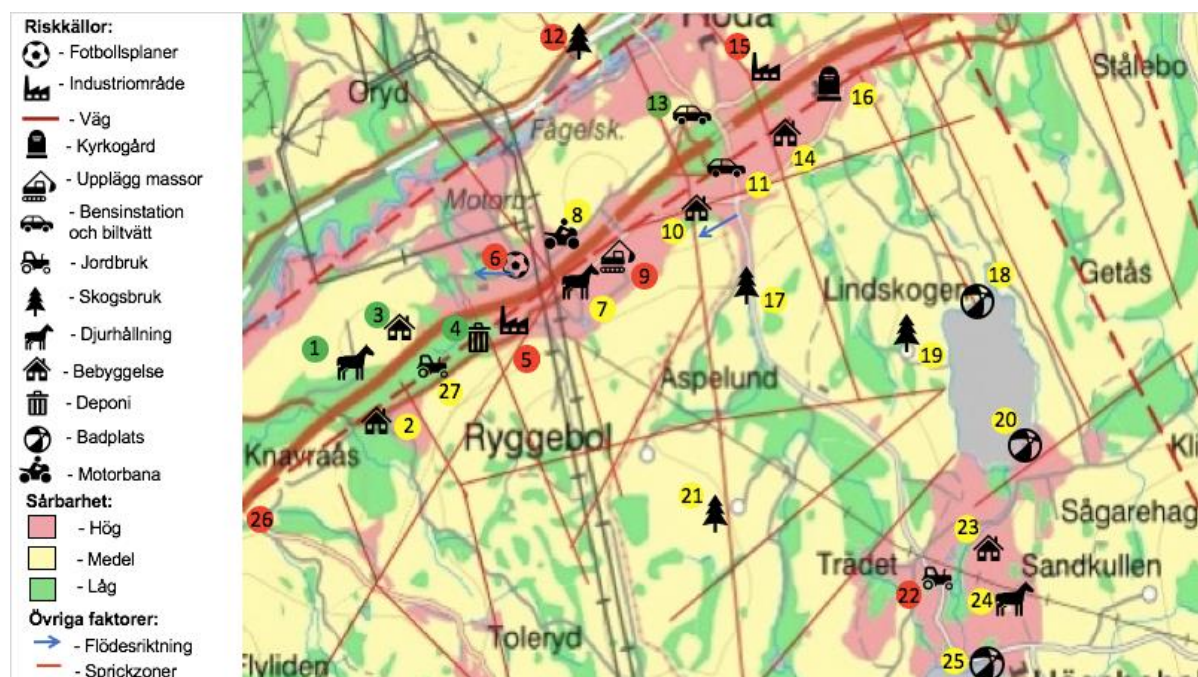 Riskkällor:
- Fotbollsplaner
- Industriområde
- Väg
- Kyrkogård
- Upplägg massor
- Bensinstation
och biltvätt
- Jordbruk
- Skogsbruk
- Djurhållning
- Bebyggelse
- Deponi
- Badplats
- Motorbana
Sårbarhet:
- Hög
- Medel
- Låg
Övriga faktorer:
- Flödesriktning
- Sprickzoner
12
15
Stålebo
Oryd
13
16
Fågelsk.
14
11
Motorb.
8
10
6
9
18
Lindskogen
Getås
17
7
3
4
1
5
19
27
Aspelund
2
20
Ryggebol
Knavraås
21
26
23
Sågarehag
Trädet
Sandkullen
22
24
Toleryd
25
Flyliden